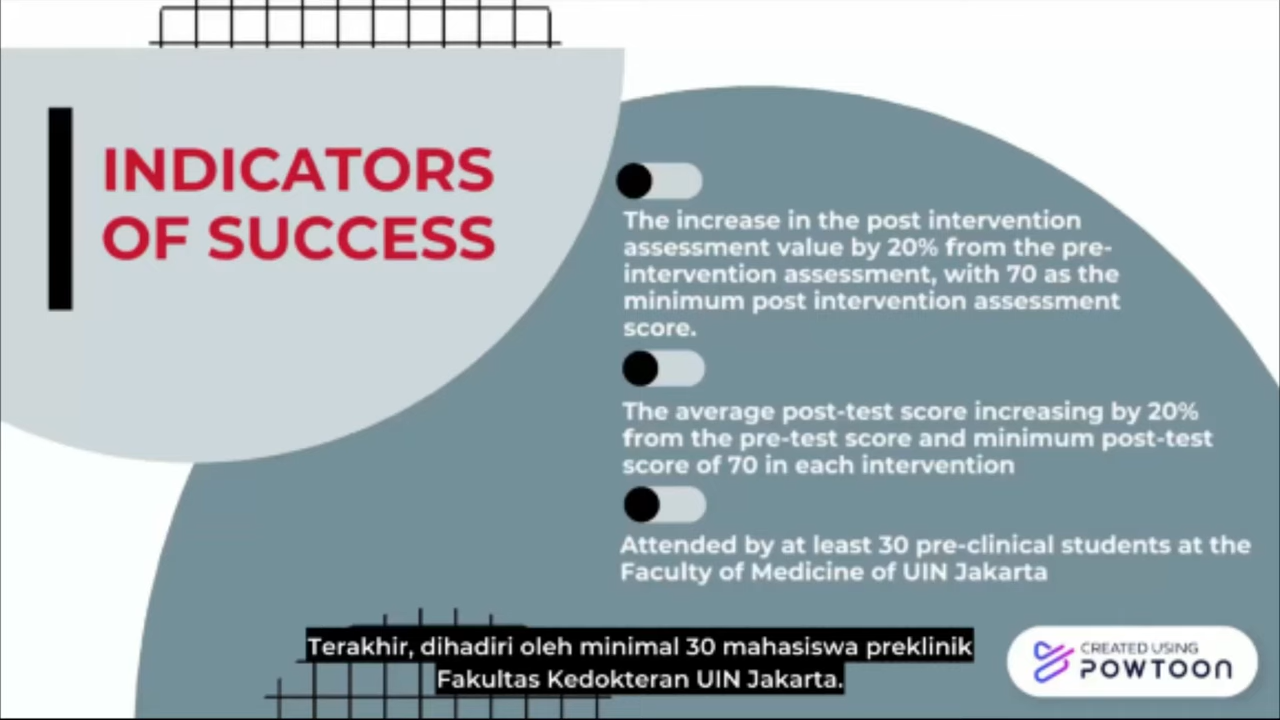 INDICATORS
OF SUCCESS
The increase in the post intervention
assessment value by 20% from the pre-
intervention assessment, with 70 as the
minimum post intervention assessment
score.
The average post-test score increasing by 20%
from the pre-test score and minimum post-test
score of 70 in each intervention
Attended by at least 30 pre-clinical students at the
Faculty of Medicine of UIN Jakarta
Terakhir, dihadiri oleh minimal 30 mahasiswa preklinik
Fakultas Kedokteran UIN Jakarta.
CREATED USING
POWTOON